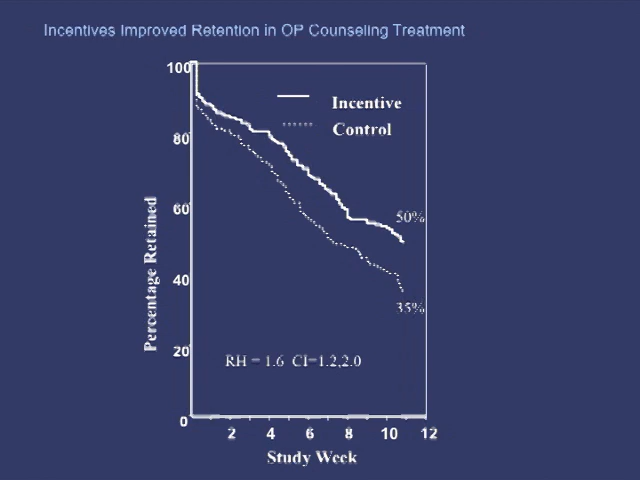 Incentives Improved Retention in OP Counseling Treatment
100
Incentive
Control
80
60
50%
40
35%
20
RH = 1.6 CI=1.2,2.0
0
2 4 6 8 10 12
Percentage Retained
Study Week